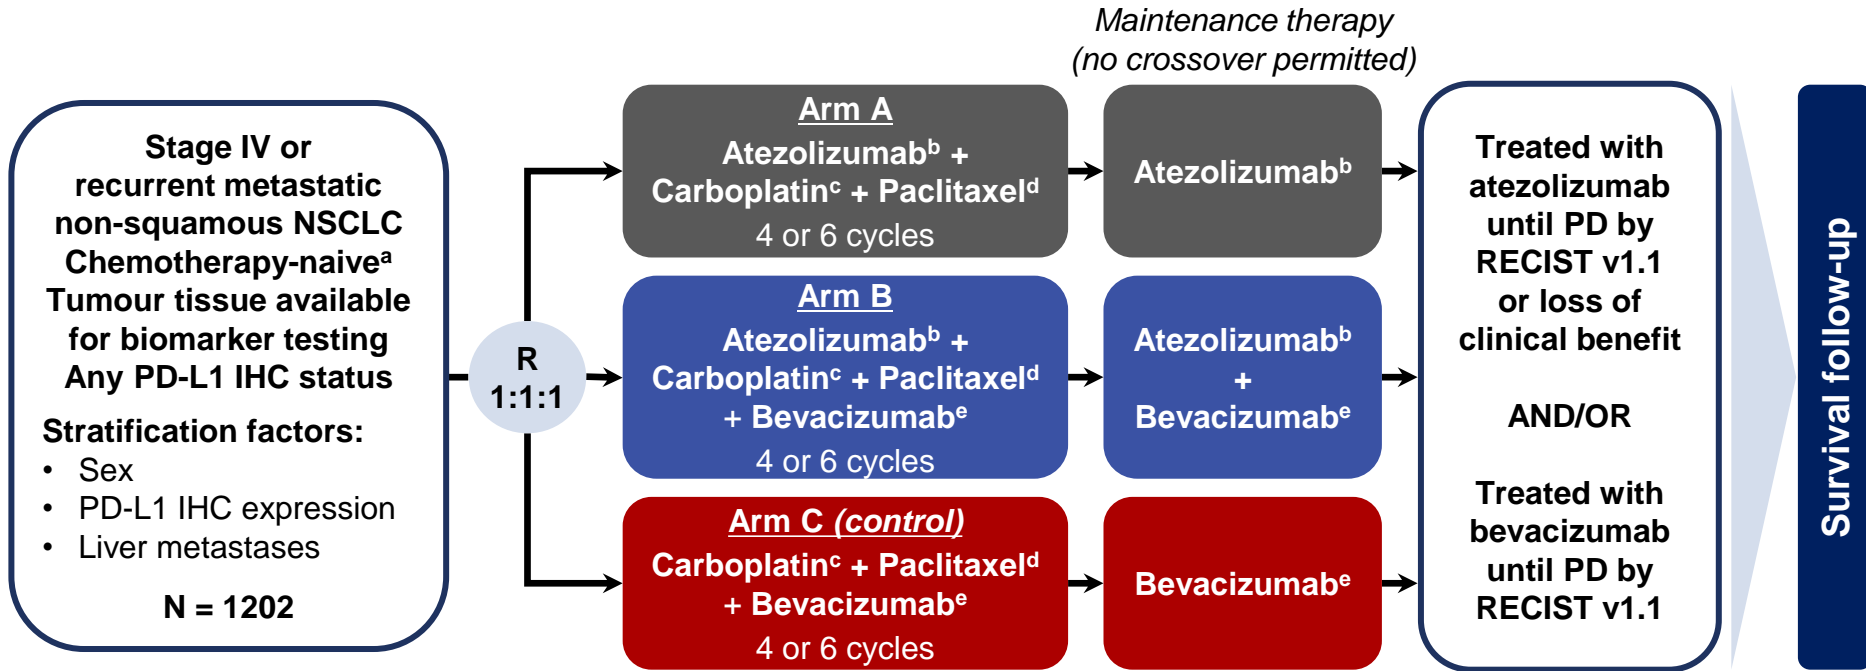 Maintenance therapy
(no crossover permitted)
Stage IV or
recurrent metastatic
non-squamous NSCLC
Chemotherapy-naiveᵃ
Tumour tissue available
for biomarker testing
Any PD-L1 IHC status
Stratification factors:
• Sex
• PD-L1 IHC expression
• Liver metastases
N = 1202
R
1:1:1
Arm A
Atezolizumabᵇ +
Carboplatinᶜ + Paclitaxelᵈ
4 or 6 cycles
Atezolizumabᵇ
Arm B
Atezolizumabᵇ +
Carboplatinᶜ + Paclitaxelᵈ
+ Bevacizumabᵉ
4 or 6 cycles
Atezolizumabᵇ
+
Bevacizumabᵉ
Arm C (control)
Carboplatinᶜ + Paclitaxelᵈ
+ Bevacizumabᵉ
4 or 6 cycles
Bevacizumabᵉ
Treated with
atezolizumab
until PD by
RECIST v1.1
or loss of
clinical benefit
AND/OR
Treated with
bevacizumab
until PD by
RECIST v1.1
Survival follow-up